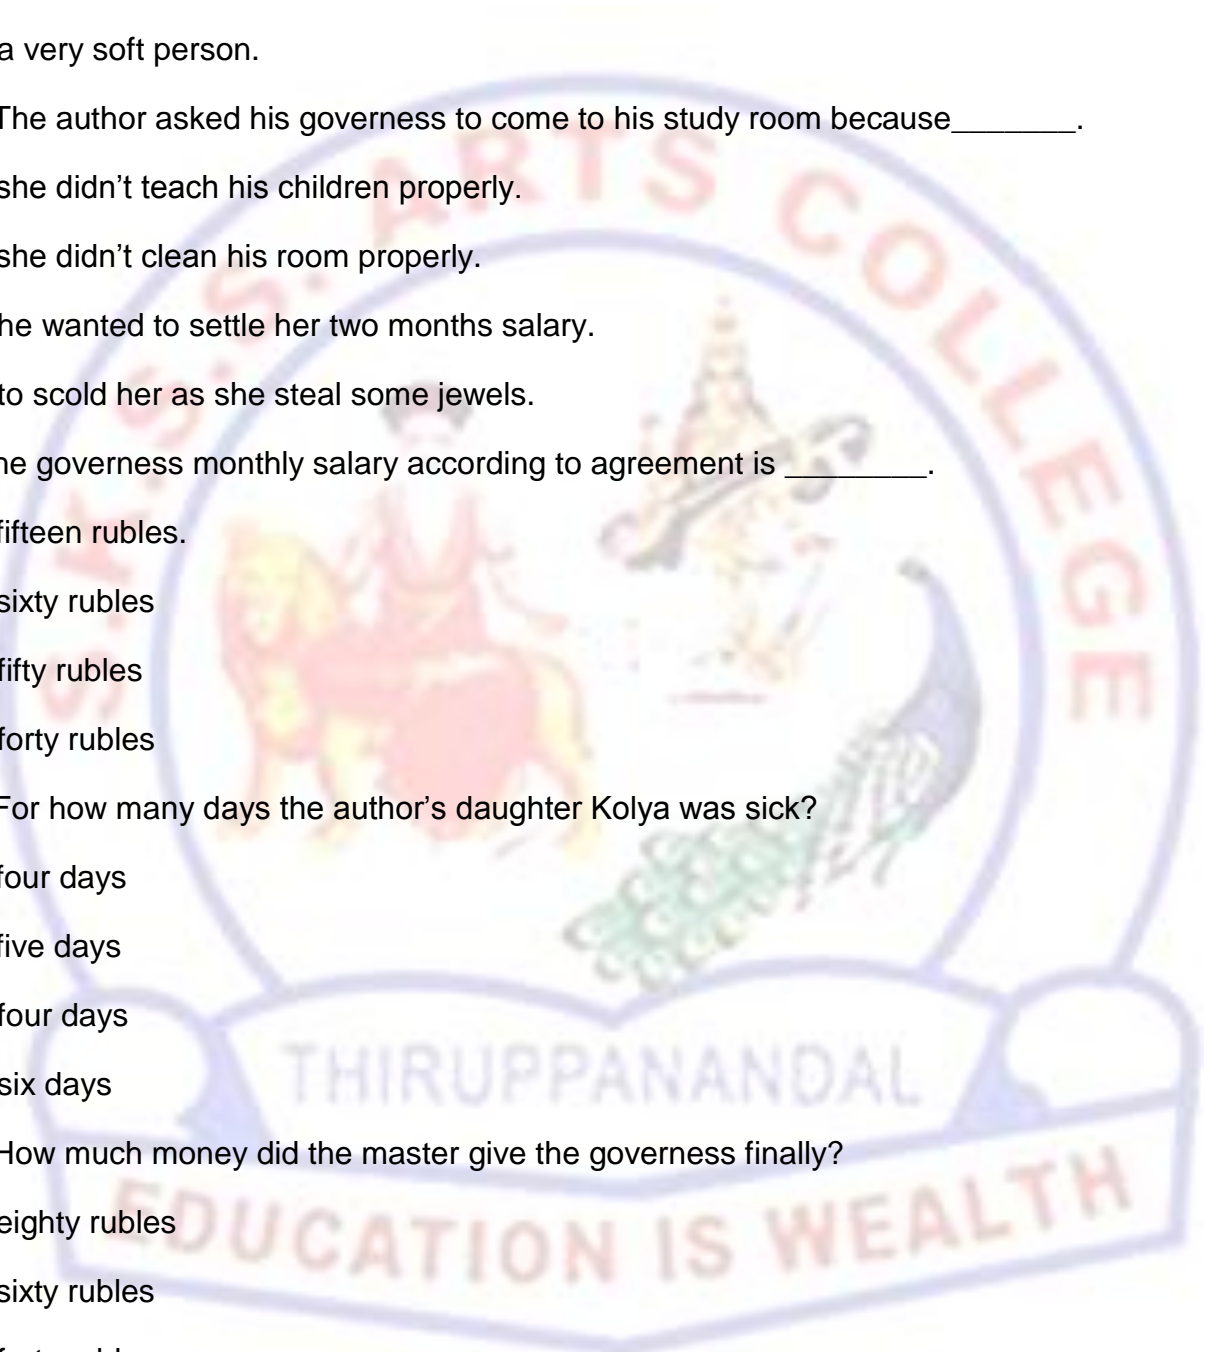 a very soft person.
The author asked his governess to come to his study room because_______.
she didn’t teach his children properly.
she didn’t clean his room properly.
he wanted to settle her two months salary.
to scold her as she steal some jewels.
he governess monthly salary according to agreement is ________.
fifteen rubles.
sixty rubles
fifty rubles
forty rubles
For how many days the author’s daughter Kolya was sick?
four days
five days
four days
six days
How much money did the master give the governess finally?
eighty rubles
sixty rubles
S.K.S.S. ARTS COLLEGE
THIRUPPANANDAL
EDUCATION IS WEALTH